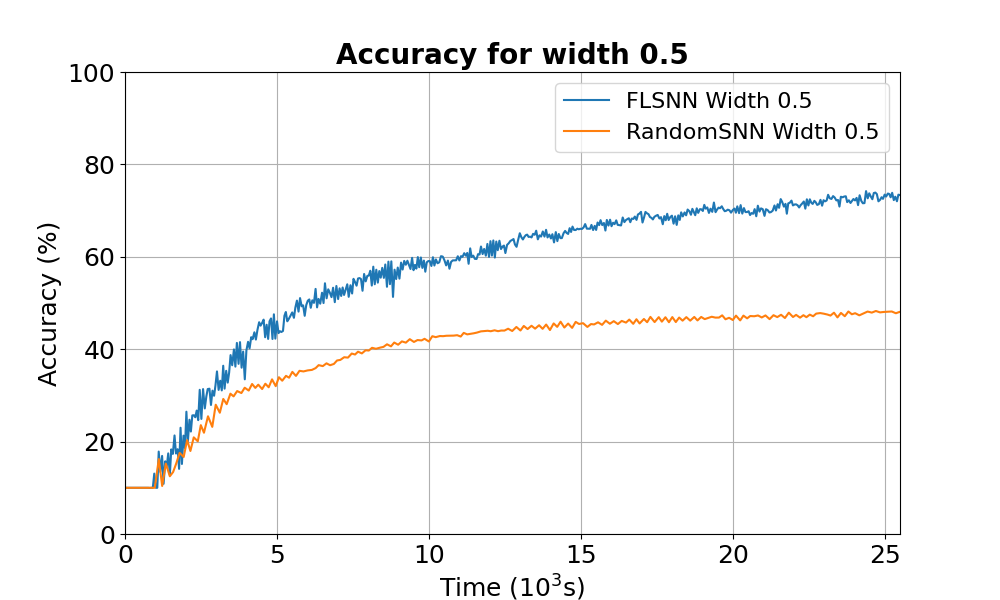 Accuracy for width 0.5
FLSNN Width 0.5
RandomSNN Width 0.5
Accuracy (%)
100
80
60
40
20
0
0 5 10 15 20 25
Time (10³s)